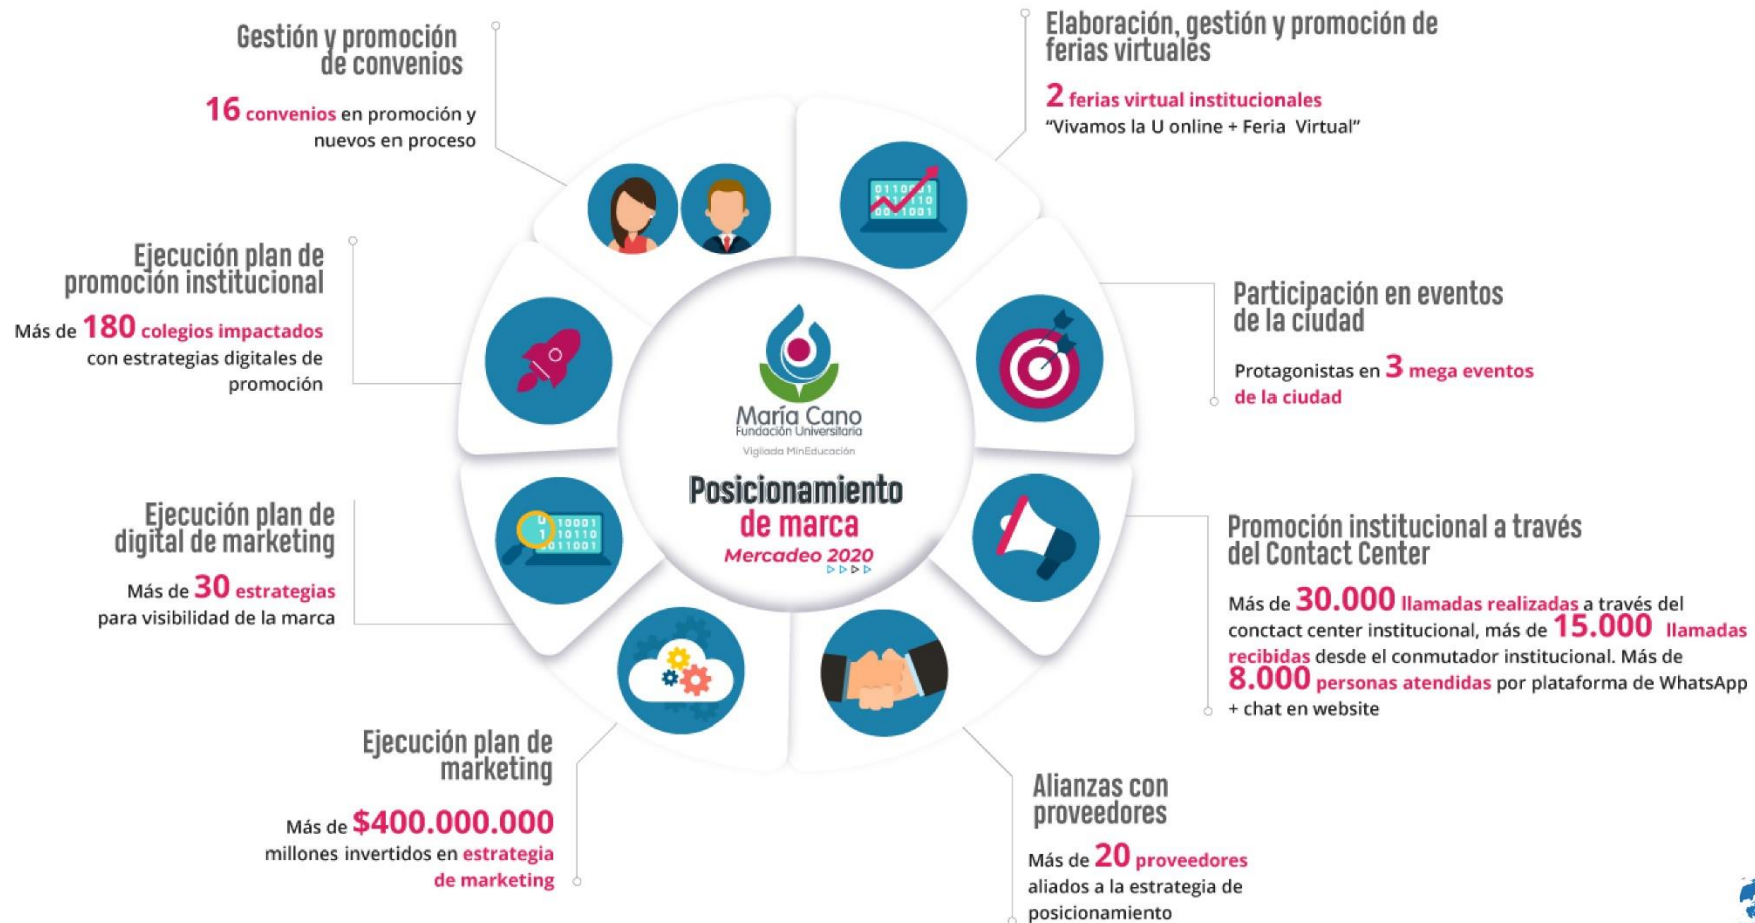 Gestión y promoción
de convenios
16 convenios en promoción y
nuevos en proceso
Elaboración, gestión y promoción de
ferias virtuales
2 ferias virtual institucionales
“Vivamos la U online + Feria Virtual”
Ejecución plan de
promoción institucional
Más de 180 colegios impactados
con estrategias digitales de
promoción
Participación en eventos
de la ciudad
Protagonistas en 3 mega eventos
de la ciudad
María Cano
Fundación Universitaria
Vigilada MinEducación
Posicionamiento
de marca
Mercadeo 2020
Ejecución plan de
digital de marketing
Más de 30 estrategias
para visibilidad de la marca
Promoción institucional a través
del Contact Center
Más de 30.000 llamadas realizadas a través del
conctact center institucional, más de 15.000 llamadas
recibidas desde el conmutador institucional. Más de
8.000 personas atendidas por plataforma de WhatsApp
+ chat en website
Ejecución plan de
marketing
Más de $400.000.000
millones invertidos en estrategia
de marketing
Alianzas con
proveedores
Más de 20 proveedores
aliados a la estrategia de
posicionamiento
0110001
1010110
0011001
10001
1 10110
011001